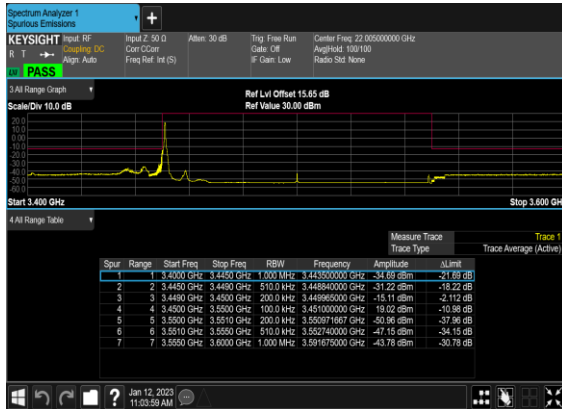 Spectrum Analyzer 1
Spurious Emissions
KEYSIGHT Input: RF Input Z: 50 Ω Atten: 30 dB Trig: Free Run Center Freq: 22.005000000 GHz
R T Coupling: DC Corr CCorr Gate: Off Avg|Hold: 100/100
Align: Auto Freq Ref: Int (S) IF Gain: Low Radio Std: None
PASS
3 All Range Graph
Ref Lvl Offset 15.65 dB
Scale/Div 10.0 dB Ref Value 30.00 dBm
20.0
10.0
0.00
-10.0
-20.0
-30.0
-40.0
-50.0
-60.0
Start 3.400 GHz Stop 3.600 GH
4 All Range Table
Measure Trace Trace 1
Trace Type Trace Average (Active)
Spur Range Start Freq Stop Freq RBW Frequency Amplitude ΔLimit
1 1 3.4000 GHz 3.4450 GHz 1.000 MHz 3.443500000 GHz -34.69 dBm -21.69 dB
2 2 3.4450 GHz 3.4490 GHz 510.0 kHz 3.448840000 GHz -31.22 dBm -18.22 dB
3 3 3.4490 GHz 3.4500 GHz 200.0 kHz 3.449965000 GHz -15.11 dBm -2.112 dB
4 4 3.4500 GHz 3.5500 GHz 100.0 kHz 3.451000000 GHz 19.02 dBm -10.98 dB
5 5 3.5500 GHz 3.5510 GHz 200.0 kHz 3.550971667 GHz -50.96 dBm -37.96 dB
6 6 3.5510 GHz 3.5550 GHz 510.0 kHz 3.552740000 GHz -47.15 dBm -34.15 dB
7 7 3.5550 GHz 3.6000 GHz 1.000 MHz 3.591675000 GHz -43.78 dBm -30.78 dB
Jan 12, 2023
11:03:59 AM